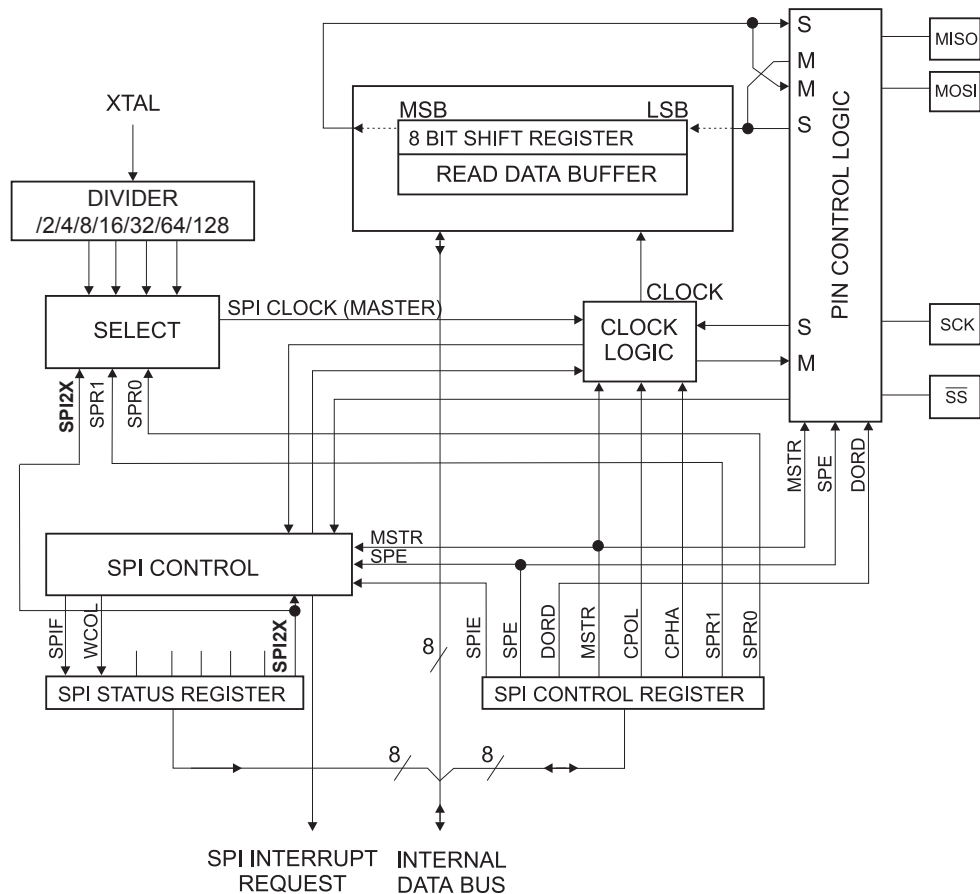 S
MISO
M
M
MOSI
XTAL
MSB
LSB
S
8 BIT SHIFT REGISTER
READ DATA BUFFER
PIN CONTROL LOGIC
DIVIDER
/2/4/8/16/32/64/128
SPI CLOCK (MASTER)
CLOCK
SELECT
CLOCK
LOGIC
S
M
SCK
SS
SPI2X
SPR1
SPR0
MSTR
SPE
DORD
MSTR
SPE
SPI CONTROL
SPIF
WCOL
SPI2X
8
SPIE
SPE
DORD
MSTR
CPOL
CPHA
SPR1
SPR0
SPI STATUS REGISTER
SPI CONTROL REGISTER
8
8
SPI INTERRUPT
REQUEST
INTERNAL
DATA BUS